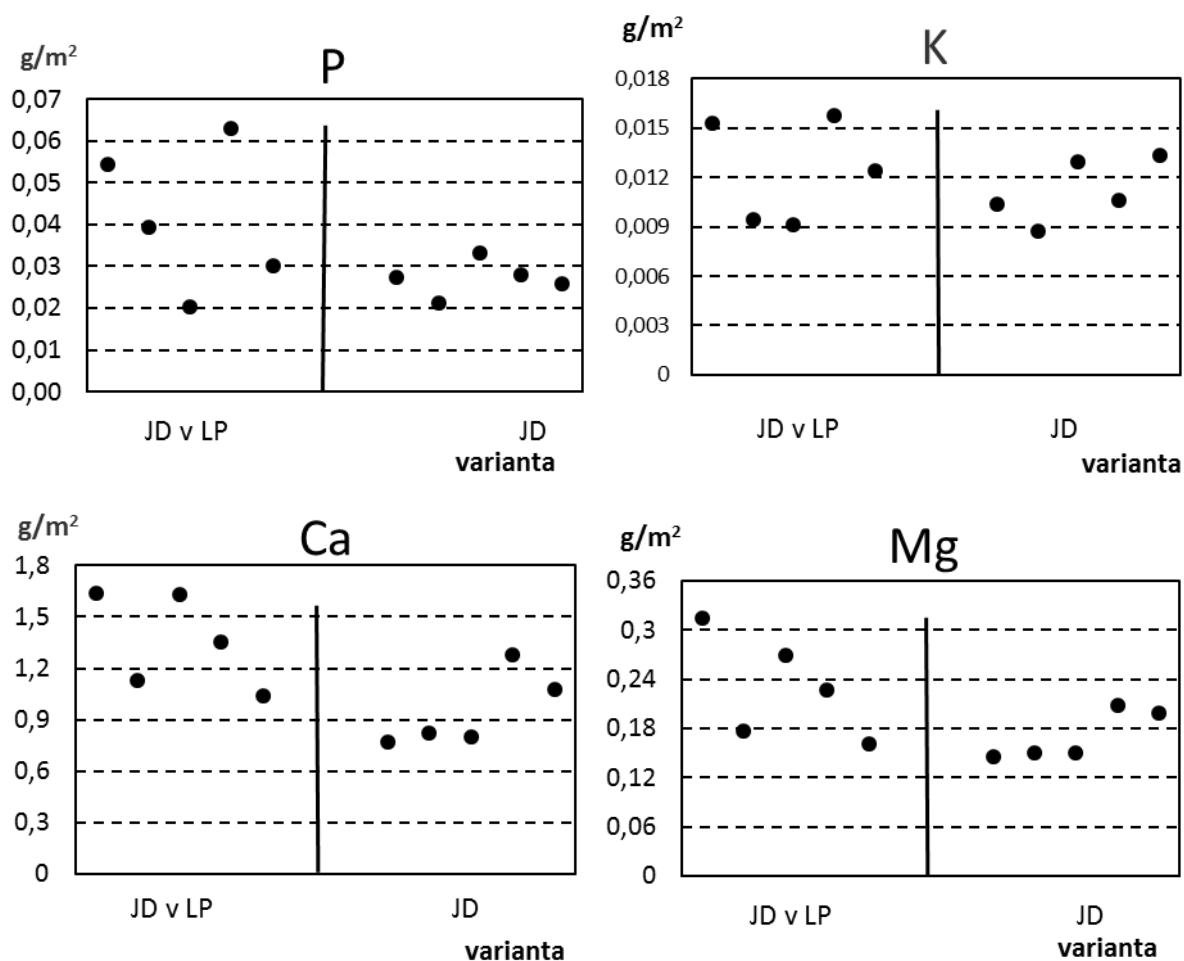 g/m²
P
0,07
0,06
0,05
0,04
0,03
0,02
0,01
0,00
JD v LP
JD
varianta
g/m²
K
0,018
0,015
0,012
0,009
0,006
0,003
0
JD v LP
JD
varianta
g/m²
Ca
1,8
1,5
1,2
0,9
0,6
0,3
0
JD v LP
JD
varianta
g/m²
Mg
0,36
0,3
0,24
0,18
0,12
0,06
0
JD v LP
JD
varianta